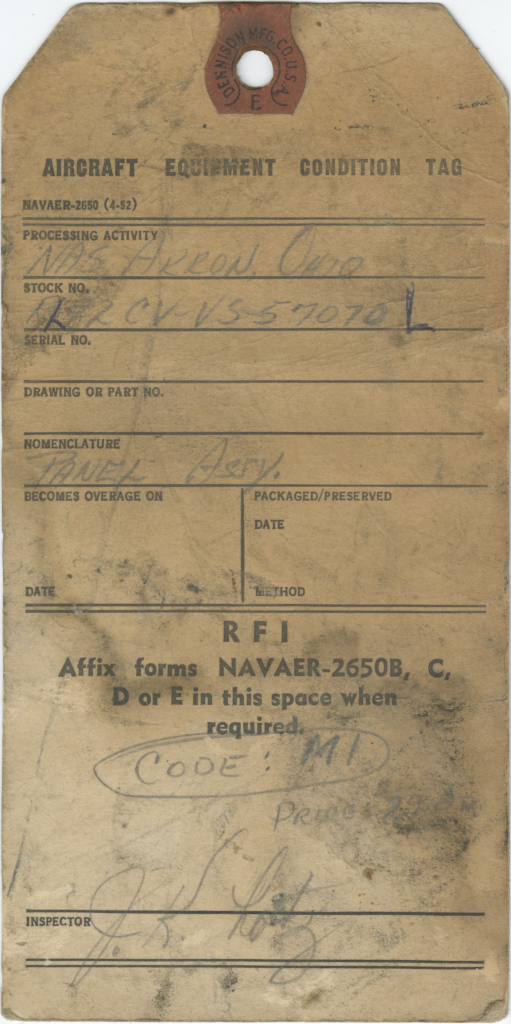 DENNISON MFG. CO. U.S.A.
E
AIRCRAFT EQUIPMENT CONDITION TAG
NAVAER-2650 (4-52)
PROCESSING ACTIVITY
NAS AKRON, OHIO
STOCK NO.
CV-VS-57070 L
SERIAL NO.
DRAWING OR PART NO.
NOMENCLATURE
PANEL ASSY.
BECOMES OVERAGE ON
PACKAGED/PRESERVED
DATE
DATE
METHOD
RFI
Affix forms NAVAER-2650B, C,
D or E in this space when
required.
CODE: M1
PRICE
J. K.
INSPECTOR